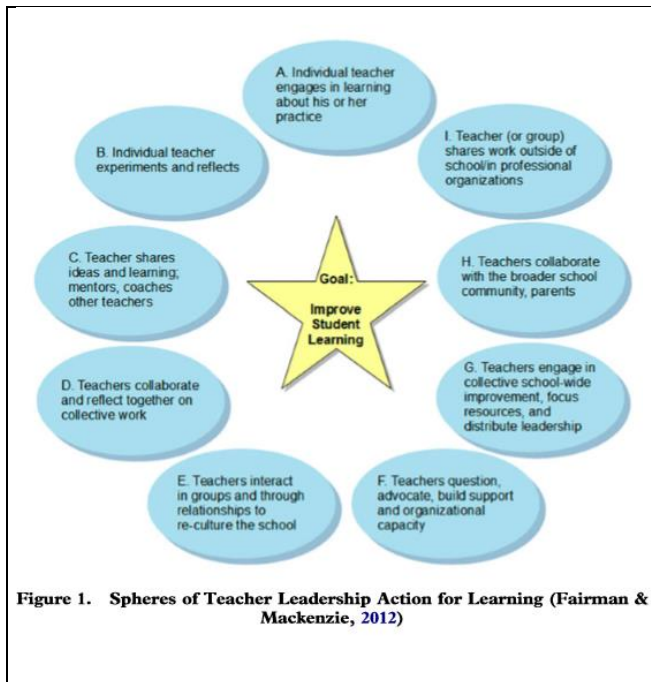 A. Individual teacher
engages in learning
about his or her
practice
B. Individual teacher
experiments and reflects
C. Teacher shares
ideas and learning;
mentors, coaches
other teachers
D. Teachers collaborate
and reflect together on
collective work
E. Teachers interact
in groups and through
relationships to
re-culture the school
F. Teachers question,
advocate, build support
and organizational
capacity
G. Teachers engage in
collective school-wide
improvement, focus
resources, and
distribute leadership
H. Teachers collaborate
with the broader school
community, parents
I. Teacher (or group)
shares work outside of
school/in professional
organizations
Goal:
Improve
Student
Learning
Figure 1. Spheres of Teacher Leadership Action for Learning (Fairman &
Mackenzie, 2012)